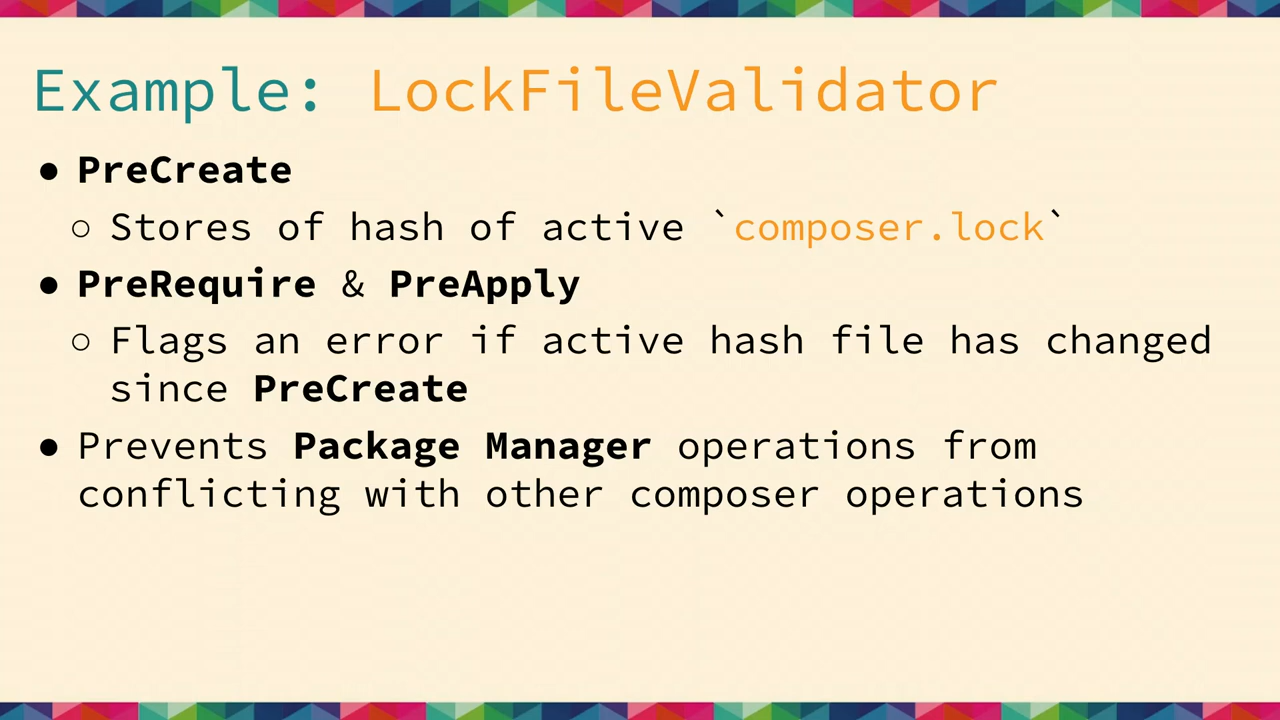 Example: LockFileValidator
● PreCreate
○ Stores of hash of active `composer.lock`
● PreRequire & PreApply
○ Flags an error if active hash file has changed
since PreCreate
● Prevents Package Manager operations from
conflicting with other composer operations